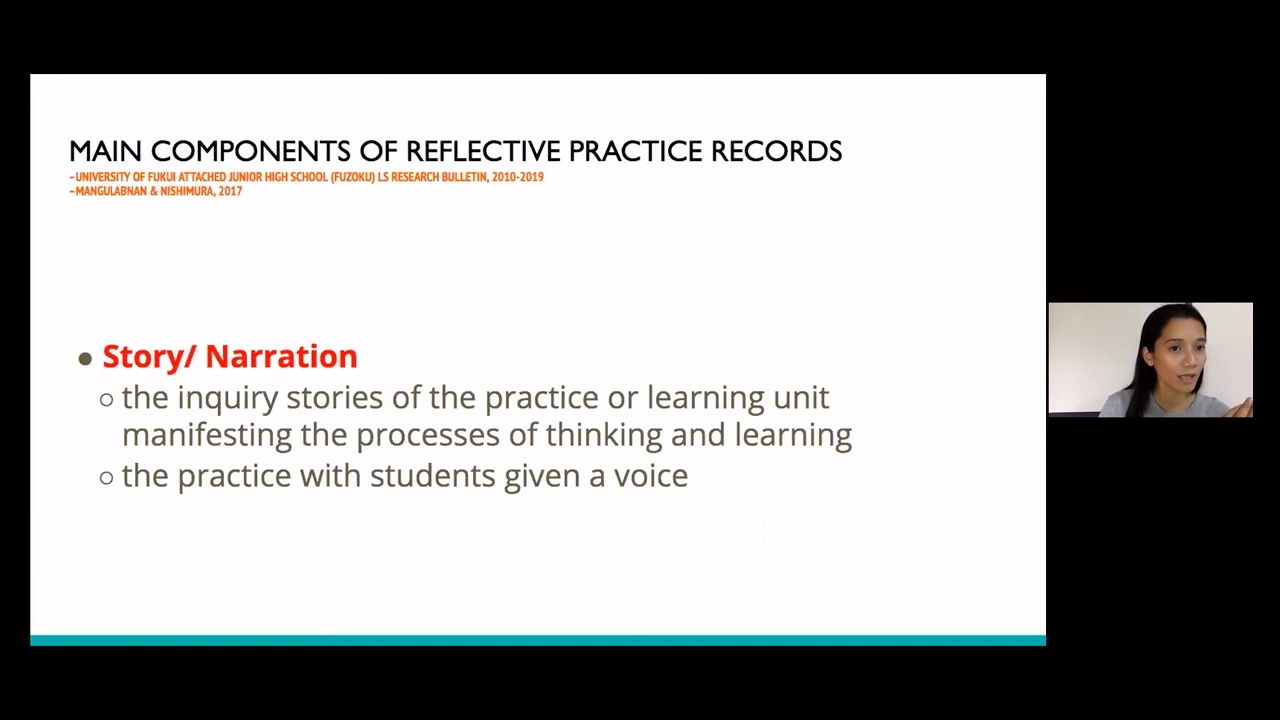 MAIN COMPONENTS OF REFLECTIVE PRACTICE RECORDS
–UNIVERSITY OF FUKUI ATTACHED JUNIOR HIGH SCHOOL (FUZOKU) LS RESEARCH BULLETIN, 2010-2019
–MANGULABNAN & NISHIMURA, 2017
● Story/ Narration
○ the inquiry stories of the practice or learning unit
manifesting the processes of thinking and learning
○ the practice with students given a voice